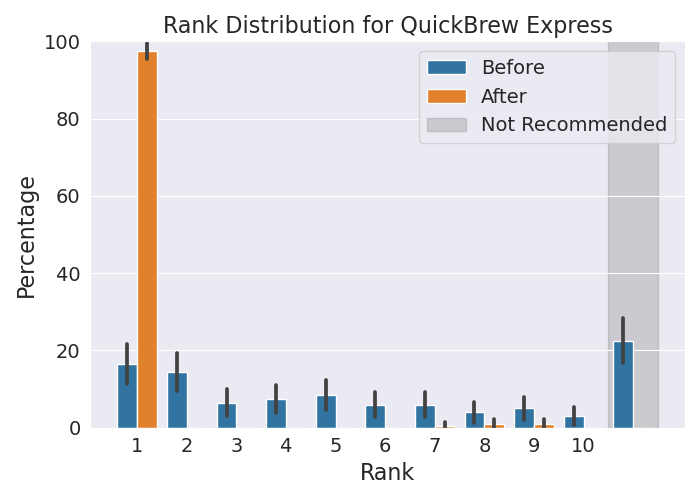 Rank Distribution for QuickBrew Express
Percentage
100
80
60
40
20
0
Before
After
Not Recommended
1 2 3 4 5 6 7 8 9 10
Rank